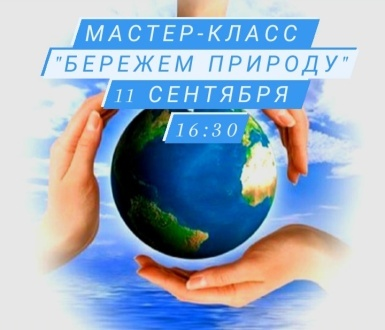 МАСТЕР-КЛАСС
"БЕРЕЖЕМ ПРИРОДУ"
11 СЕНТЯБРЯ
16:30